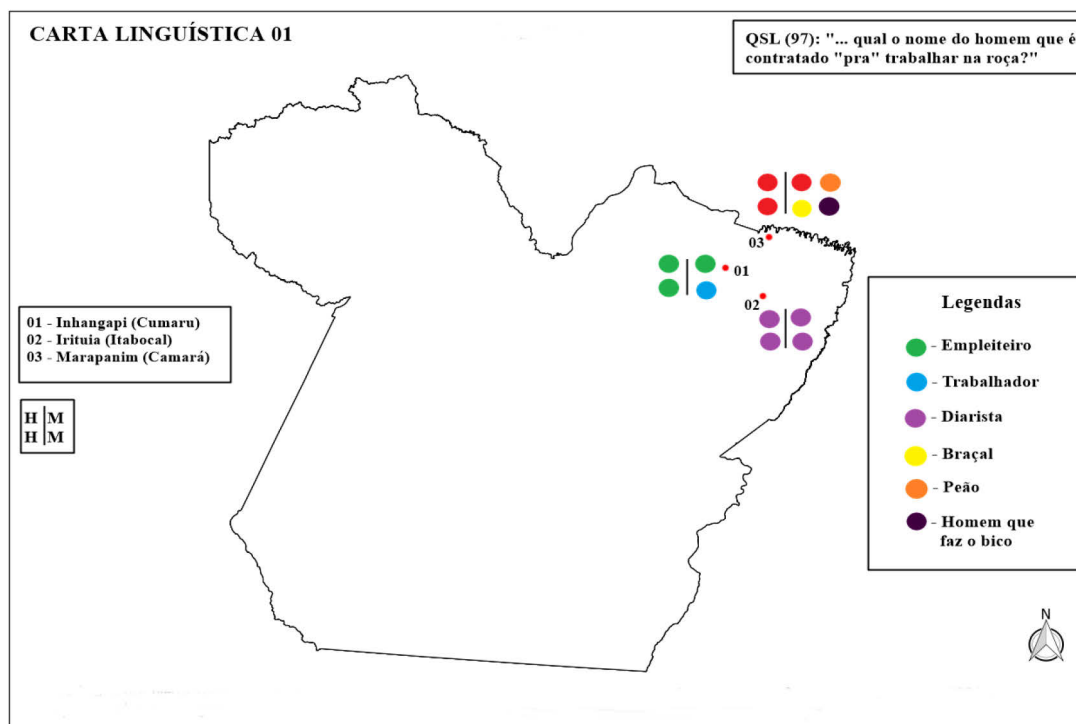 CARTA LINGUÍSTICA 01
QSL (97): "... qual o nome do homem que é
contratado "pra" trabalhar na roça?"
03
01
02
01 - Inhangapi (Cumaru)
02 - Irituia (Itabocal)
03 - Marapanim (Camará)
H M
H M
Legendas
- Empleiteiro
- Trabalhador
- Diarista
- Braçal
- Peão
- Homem que
faz o bico
N